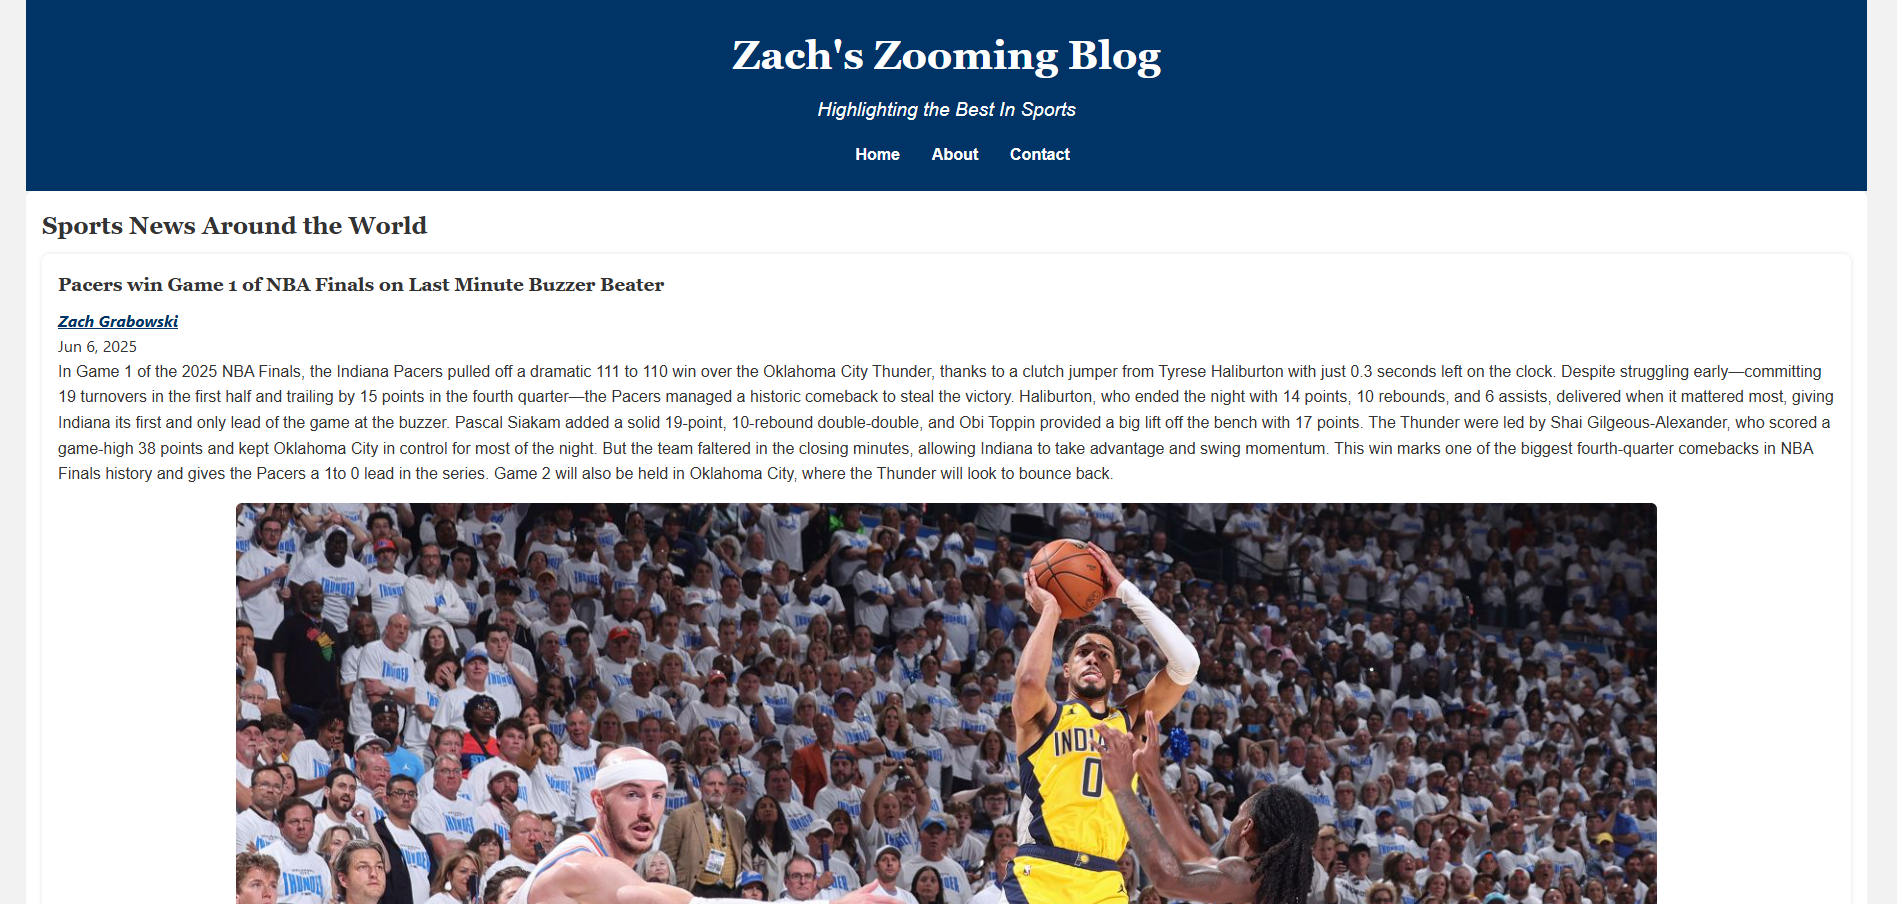 Zach's Zooming Blog
Highlighting the Best In Sports
Home About Contact
Sports News Around the World
Pacers win Game 1 of NBA Finals on Last Minute Buzzer Beater
Zach Grabowski
Jun 6, 2025
In Game 1 of the 2025 NBA Finals, the Indiana Pacers pulled off a dramatic 111 to 110 win over the Oklahoma City Thunder, thanks to a clutch jumper from Tyrese Haliburton with just 0.3 seconds left on the clock. Despite struggling early—committing
19 turnovers in the first half and trailing by 15 points in the fourth quarter—the Pacers managed a historic comeback to steal the victory. Haliburton, who ended the night with 14 points, 10 rebounds, and 6 assists, delivered when it mattered most, giving
Indiana its first and only lead of the game at the buzzer. Pascal Siakam added a solid 19-point, 10-rebound double-double, and Obi Toppin provided a big lift off the bench with 17 points. The Thunder were led by Shai Gilgeous-Alexander, who scored a
game-high 38 points and kept Oklahoma City in control for most of the night. But the team faltered in the closing minutes, allowing Indiana to take advantage and swing momentum. This win marks one of the biggest fourth-quarter comebacks in NBA
Finals history and gives the Pacers a 1to 0 lead in the series. Game 2 will also be held in Oklahoma City, where the Thunder will look to bounce back.
THUNDER
INDI
0
THUNDER